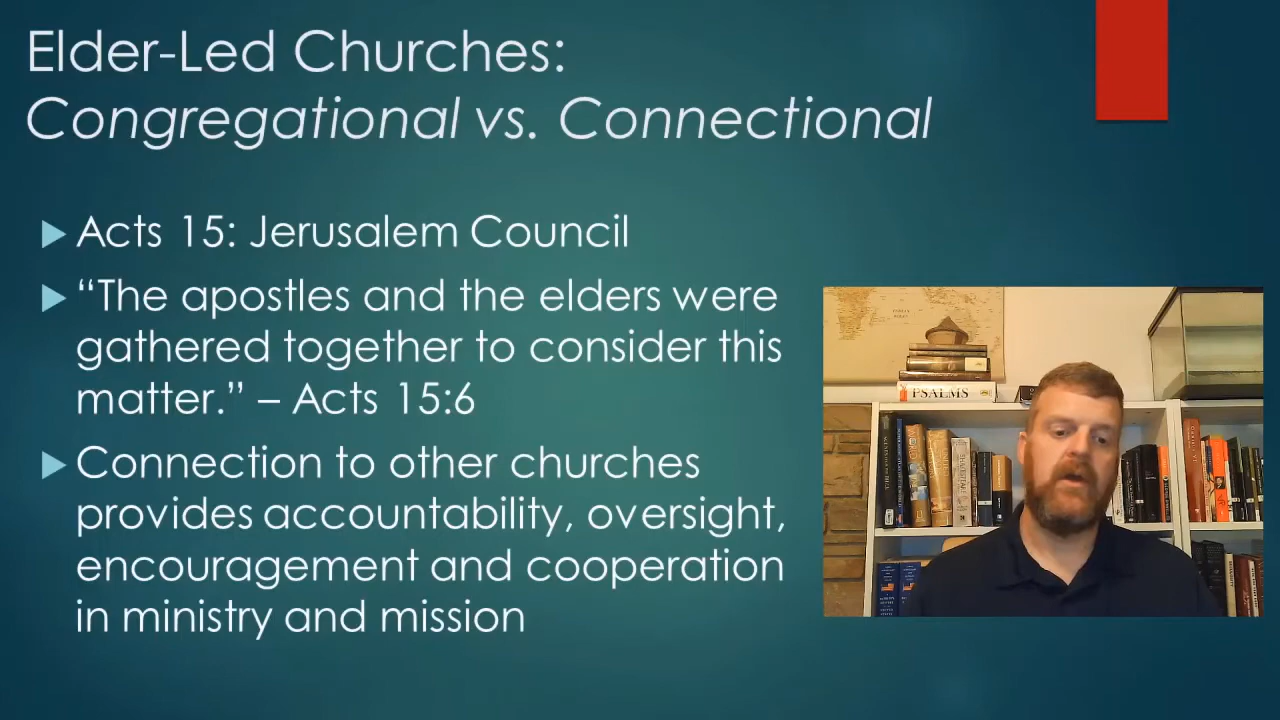 Elder-Led Churches:
Congregational vs. Connectional
Acts 15: Jerusalem Council
“The apostles and the elders were
gathered together to consider this
matter.” – Acts 15:6
Connection to other churches
provides accountability, oversight,
encouragement and cooperation
in ministry and mission
PSALMS